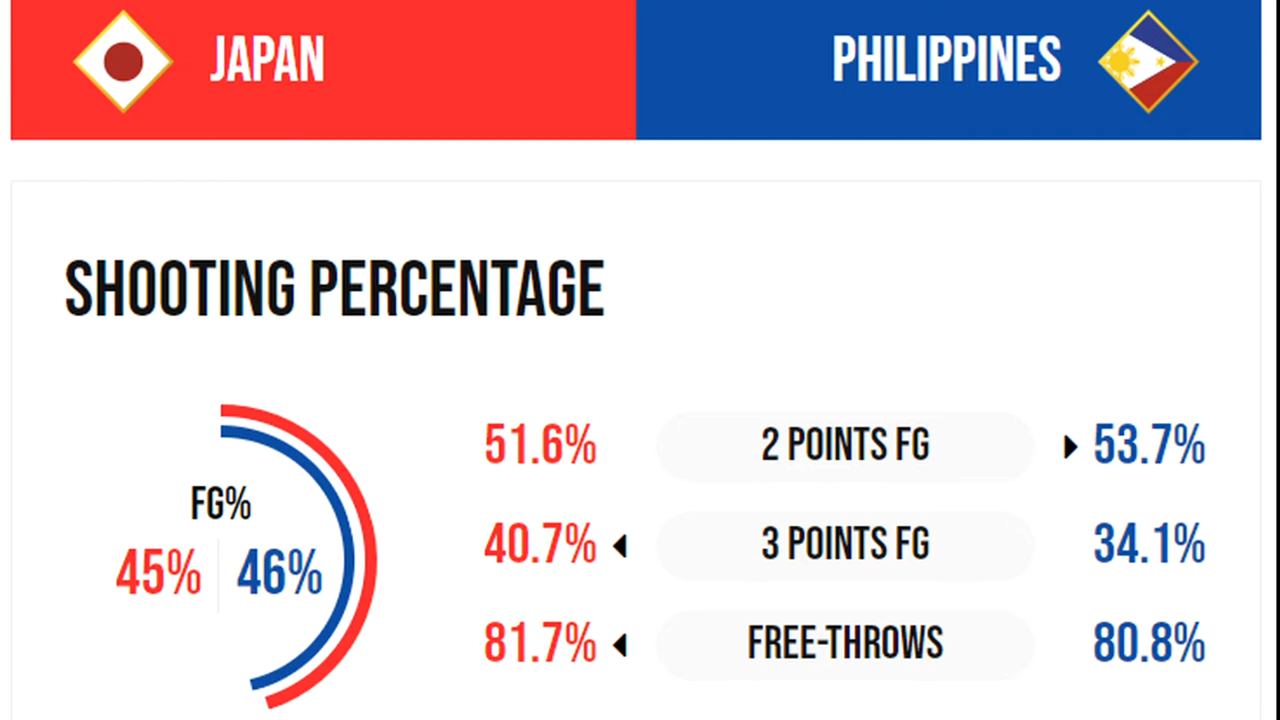 JAPAN
PHILIPPINES
SHOOTING PERCENTAGE
FG%
45% 46%
51.6% 2 POINTS FG 53.7%
40.7% 3 POINTS FG 34.1%
81.7% FREE-THROWS 80.8%